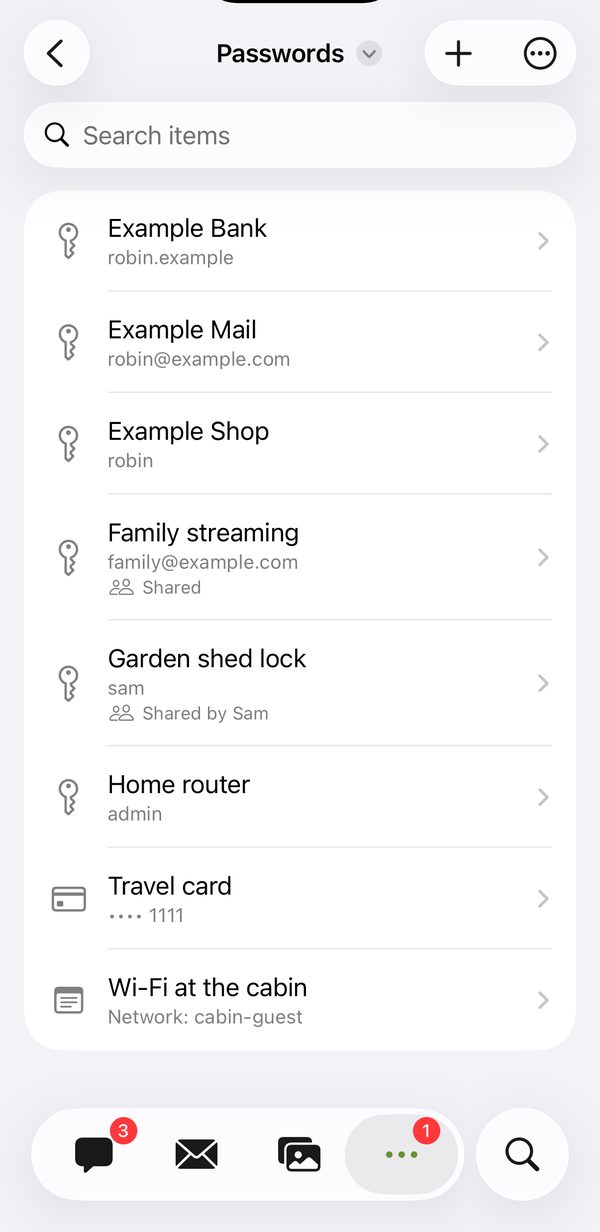 Passwords
Search items
Example Bank
robin.example
Example Mail
robin@example.com
Example Shop
robin
Family streaming
family@example.com
Shared
Garden shed lock
sam
Shared by Sam
Home router
admin
Travel card
•••• 1111
Wi-Fi at the cabin
Network: cabin-guest
3
1